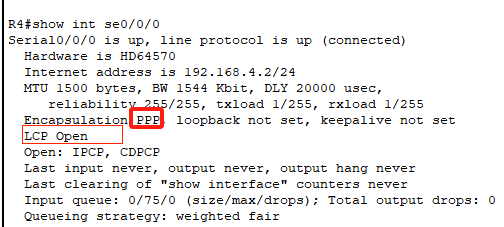 R4#show int se0/0/0
Serial0/0/0 is up, line protocol is up (connected)
Hardware is HD64570
Internet address is 192.168.4.2/24
MTU 1500 bytes, BW 1544 Kbit, DLY 20000 usec,
reliability 255/255, txload 1/255, rxload 1/255
Encapsulation PPP, loopback not set, keepalive not set
LCP Open
Open: IPCP, CDPCP
Last input never, output never, output hang never
Last clearing of "show interface" counters never
Input queue: 0/75/0 (size/max/drops); Total output drops: 0
Queueing strategy: weighted fair